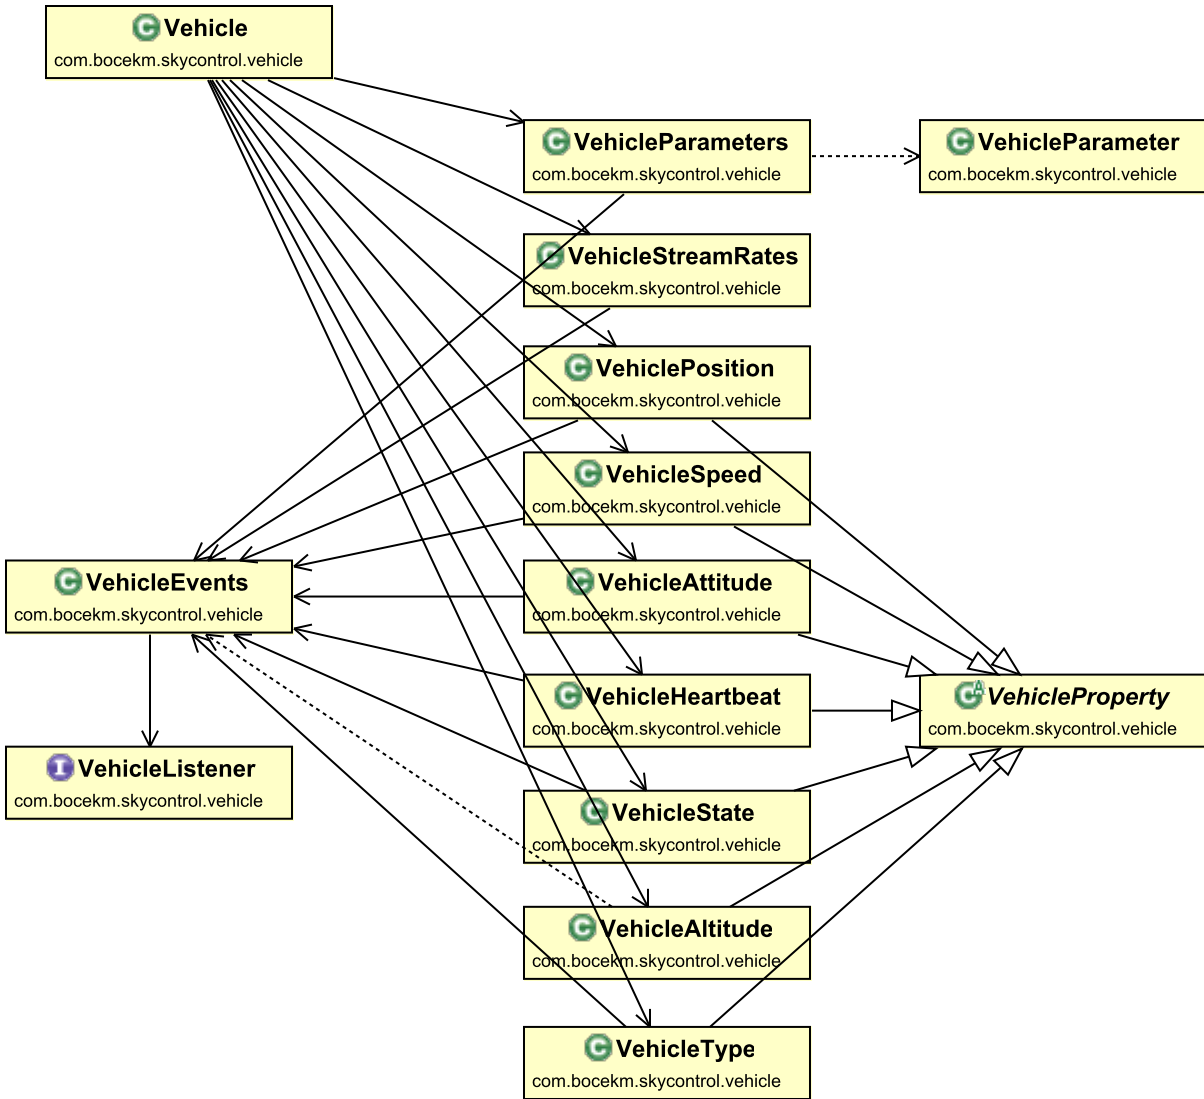 Vehicle
com.bocekm.skycontrol.vehicle
VehicleParameters
com.bocekm.skycontrol.vehicle
VehicleParameter
com.bocekm.skycontrol.vehicle
VehicleStreamRates
com.bocekm.skycontrol.vehicle
VehiclePosition
com.bocekm.skycontrol.vehicle
VehicleSpeed
com.bocekm.skycontrol.vehicle
VehicleEvents
com.bocekm.skycontrol.vehicle
VehicleAttitude
com.bocekm.skycontrol.vehicle
VehicleHeartbeat
com.bocekm.skycontrol.vehicle
VehicleProperty
com.bocekm.skycontrol.vehicle
VehicleListener
com.bocekm.skycontrol.vehicle
VehicleState
com.bocekm.skycontrol.vehicle
VehicleAltitude
com.bocekm.skycontrol.vehicle
VehicleType
com.bocekm.skycontrol.vehicle